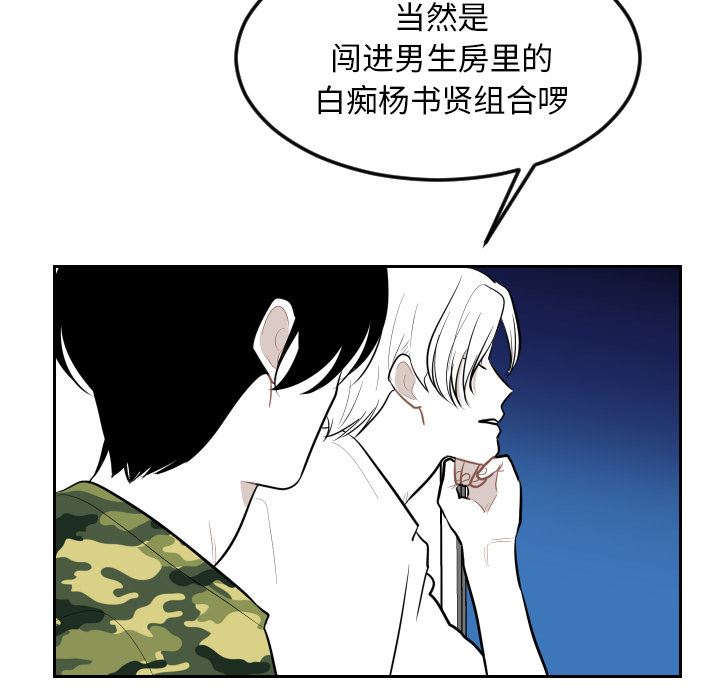 当然是
闯进男生房里的
白痴杨书贤组合啰